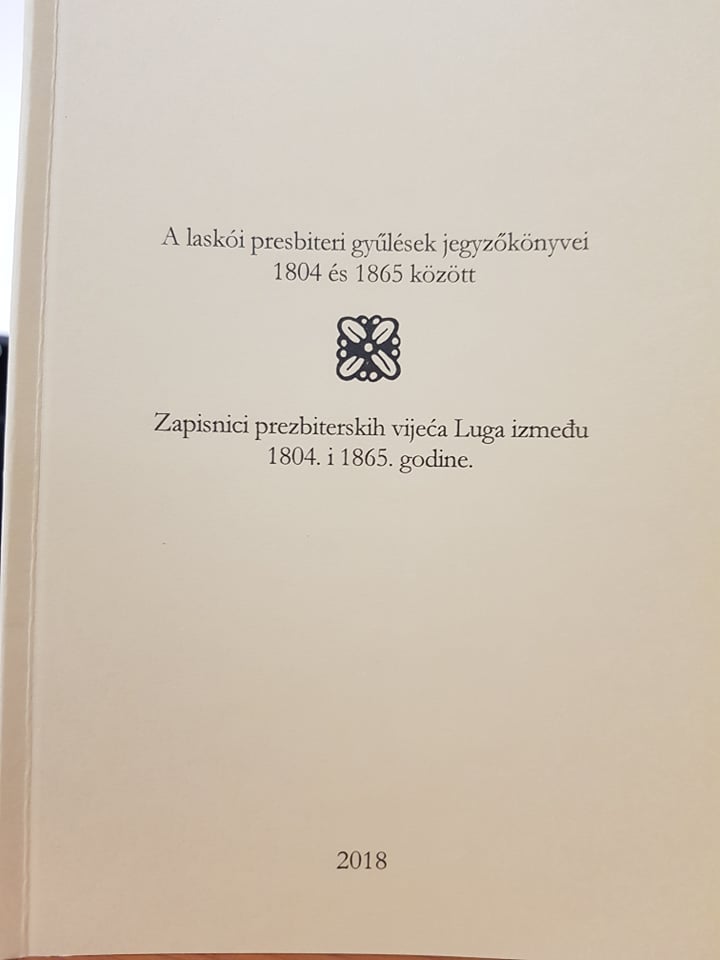 A laskói presbiteri gyűlések jegyzőkönyvei
1804 és 1865 között
Zapisnici prezbiterskih vijeća Luga između
1804. i 1865. godine.
2018